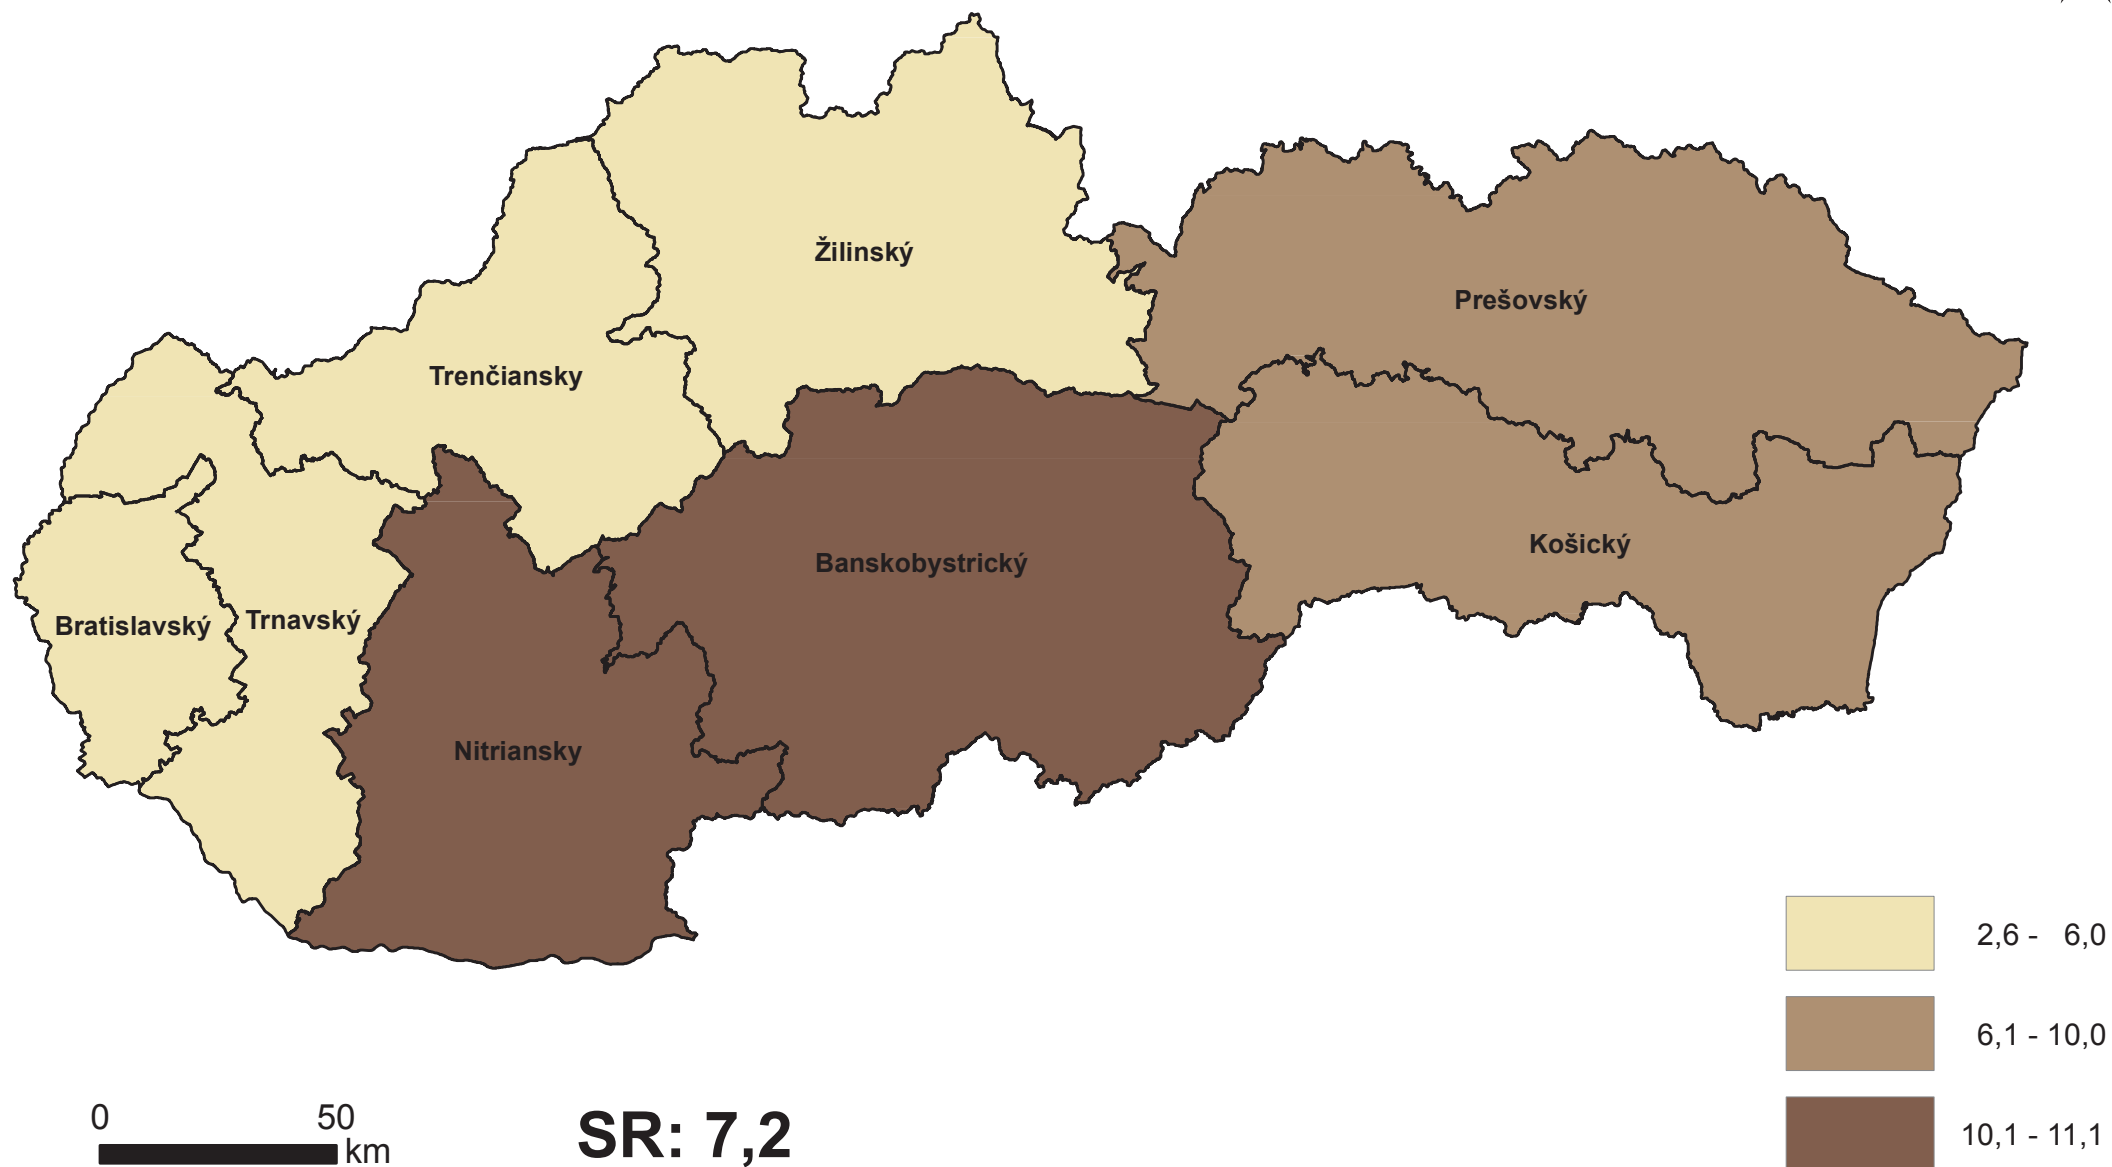 Žilinský
Prešovský
Trenčiansky
Košický
Banskobystrický
Bratislavský
Trnavský
Nitriansky
2,6 - 6,0
6,1 - 10,0
10,1 - 11,1
0 50
km
SR: 7,2